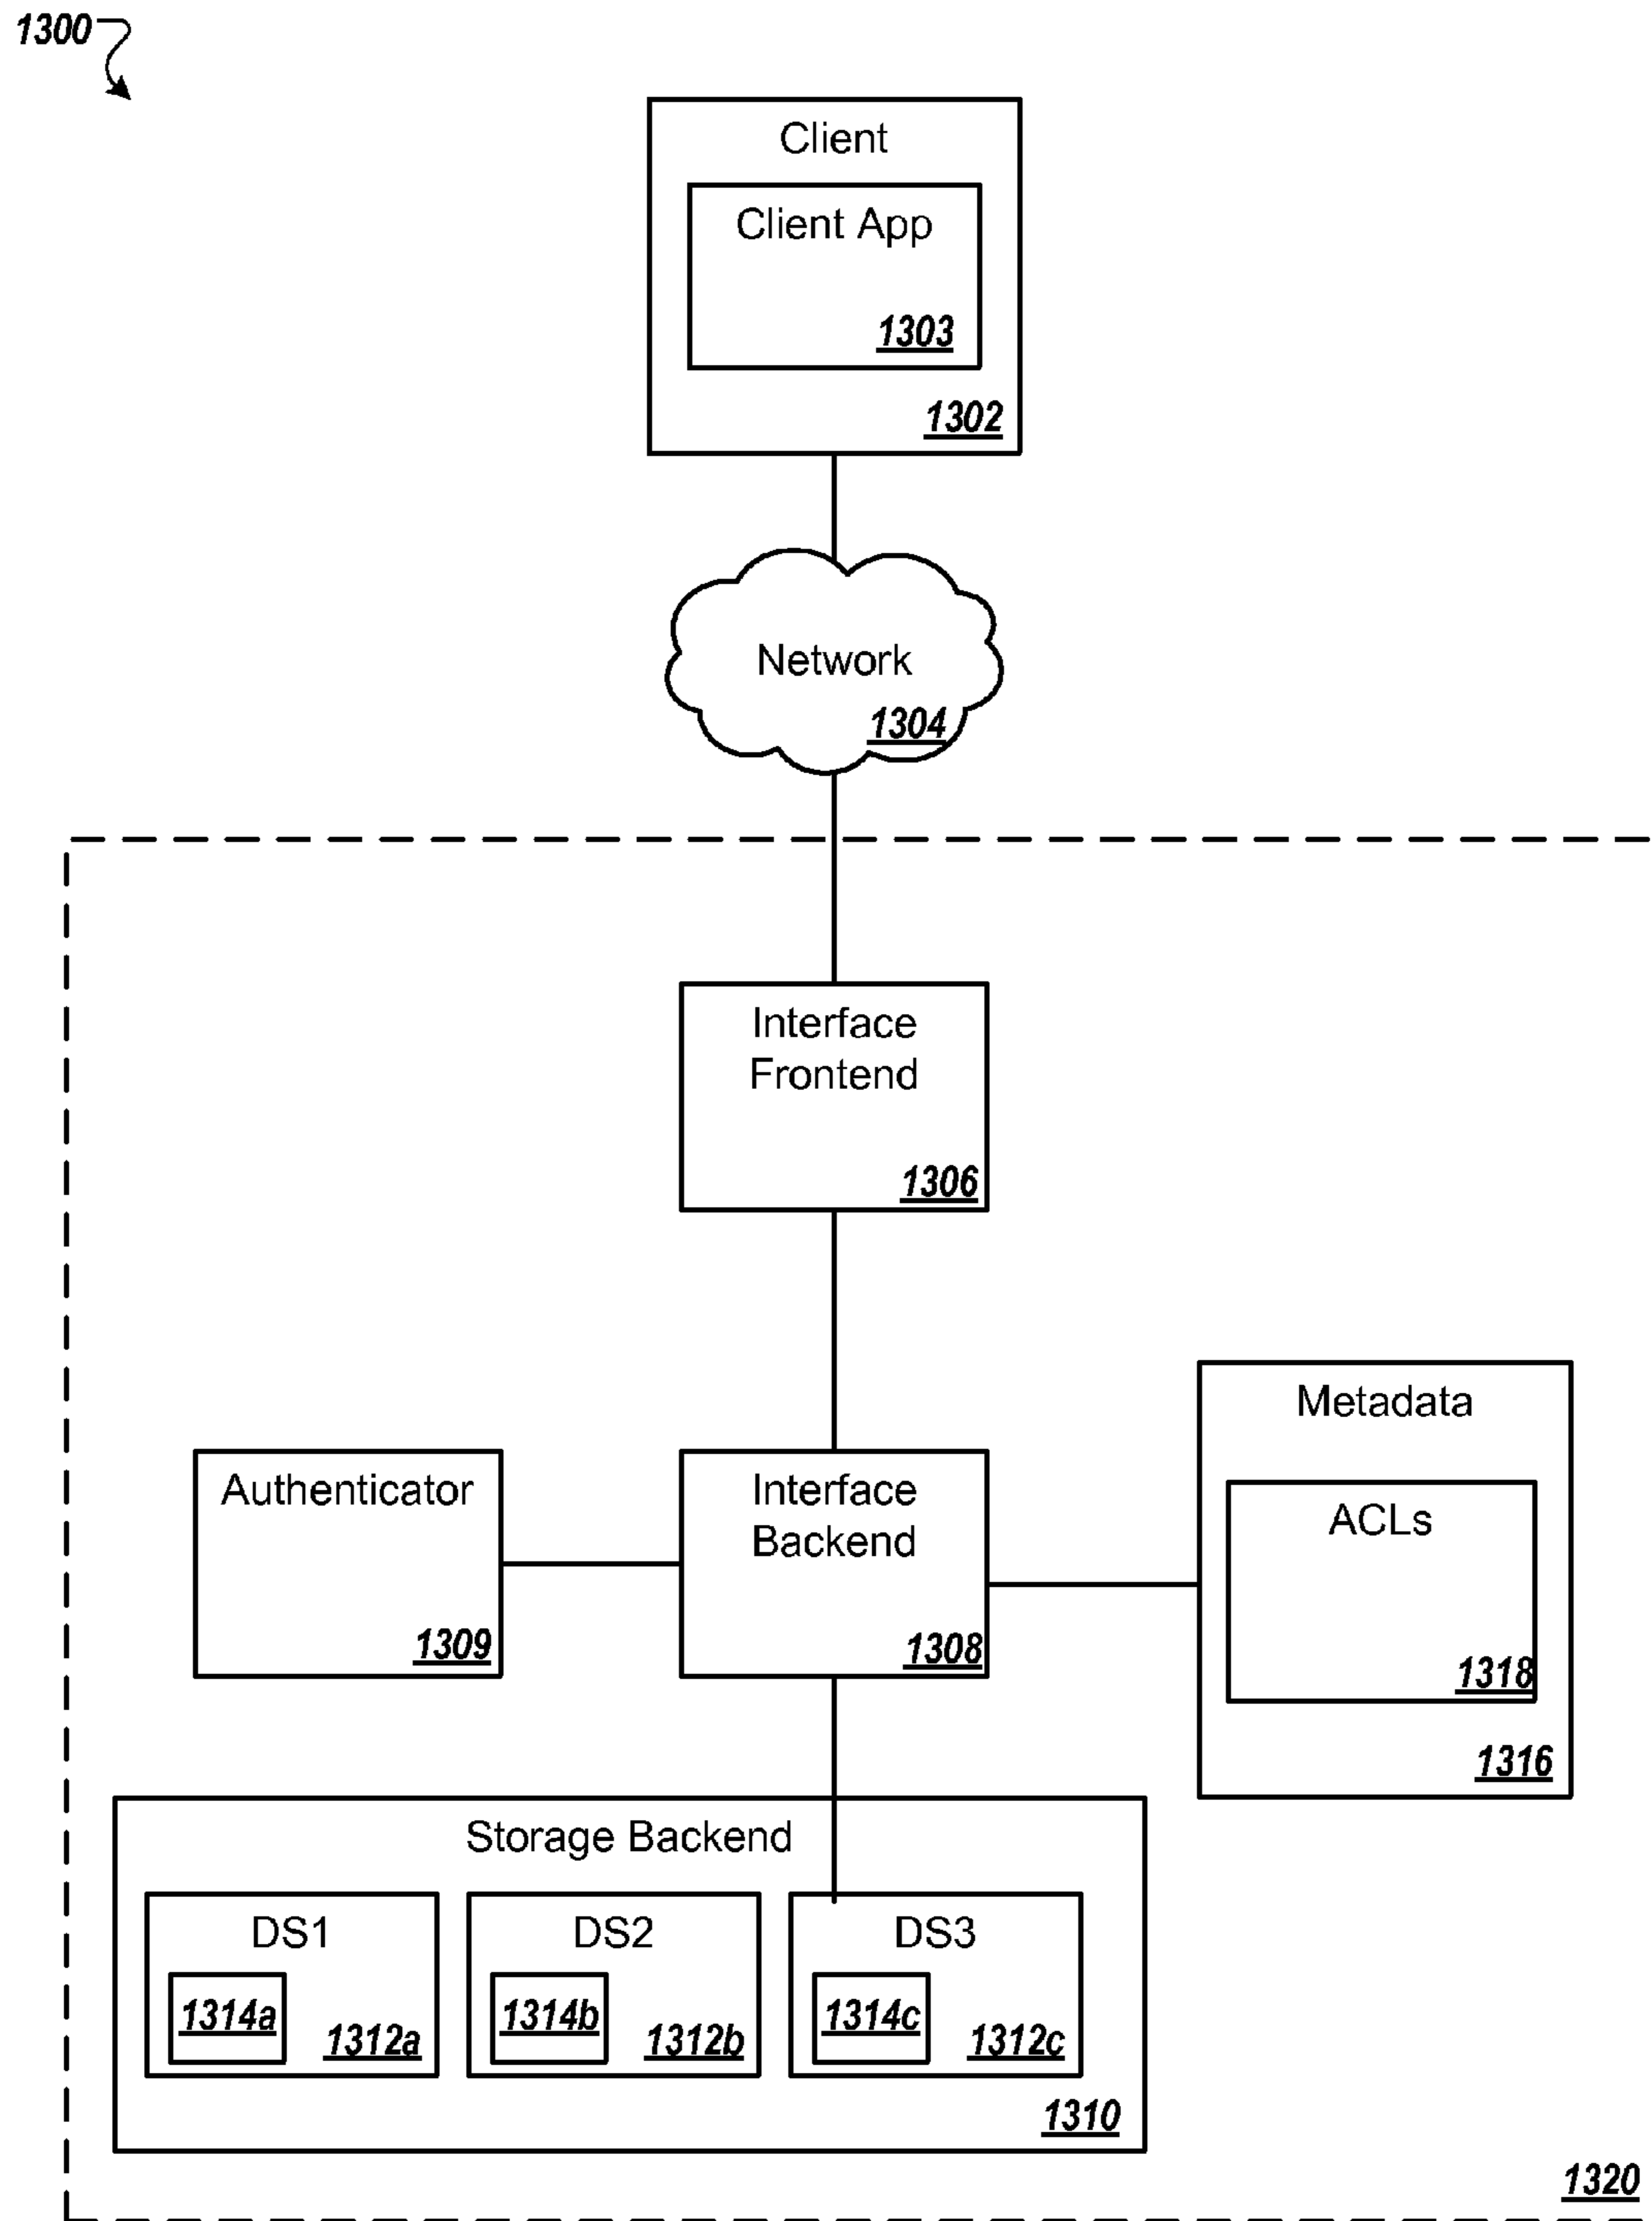 1300
Client
Client App
1303
1302
Network
1304
Interface
Frontend
1306
Metadata
Authenticator
Interface
Backend
ACLs
1309
1308
1318
1316
Storage Backend
DS1
DS2
DS3
1314a
1312a
1314b
1312b
1314c
1312c
1310
1320